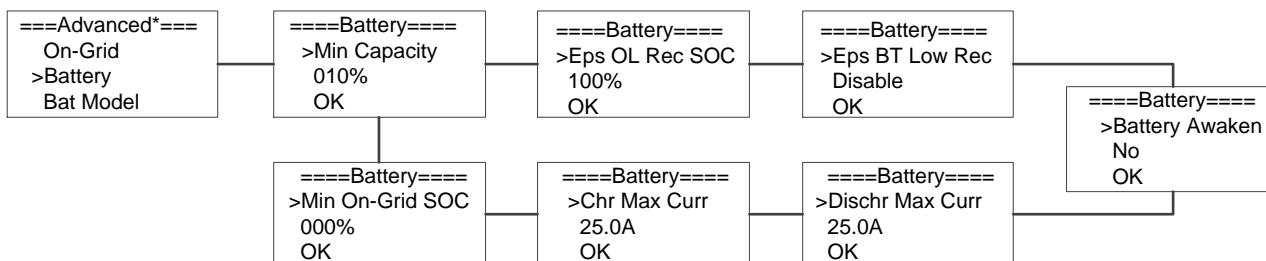 ===Advanced*===
On-Grid
>Battery
Bat Model
====Battery====
>Min Capacity
010%
OK
====Battery====
>Eps OL Rec SOC
100%
OK
====Battery====
>Eps BT Low Rec
Disable
OK
====Battery====
>Battery Awaken
No
OK
====Battery====
>Min On-Grid SOC
000%
OK
====Battery====
>Chr Max Curr
25.0A
OK
====Battery====
>Dischr Max Curr
25.0A
OK